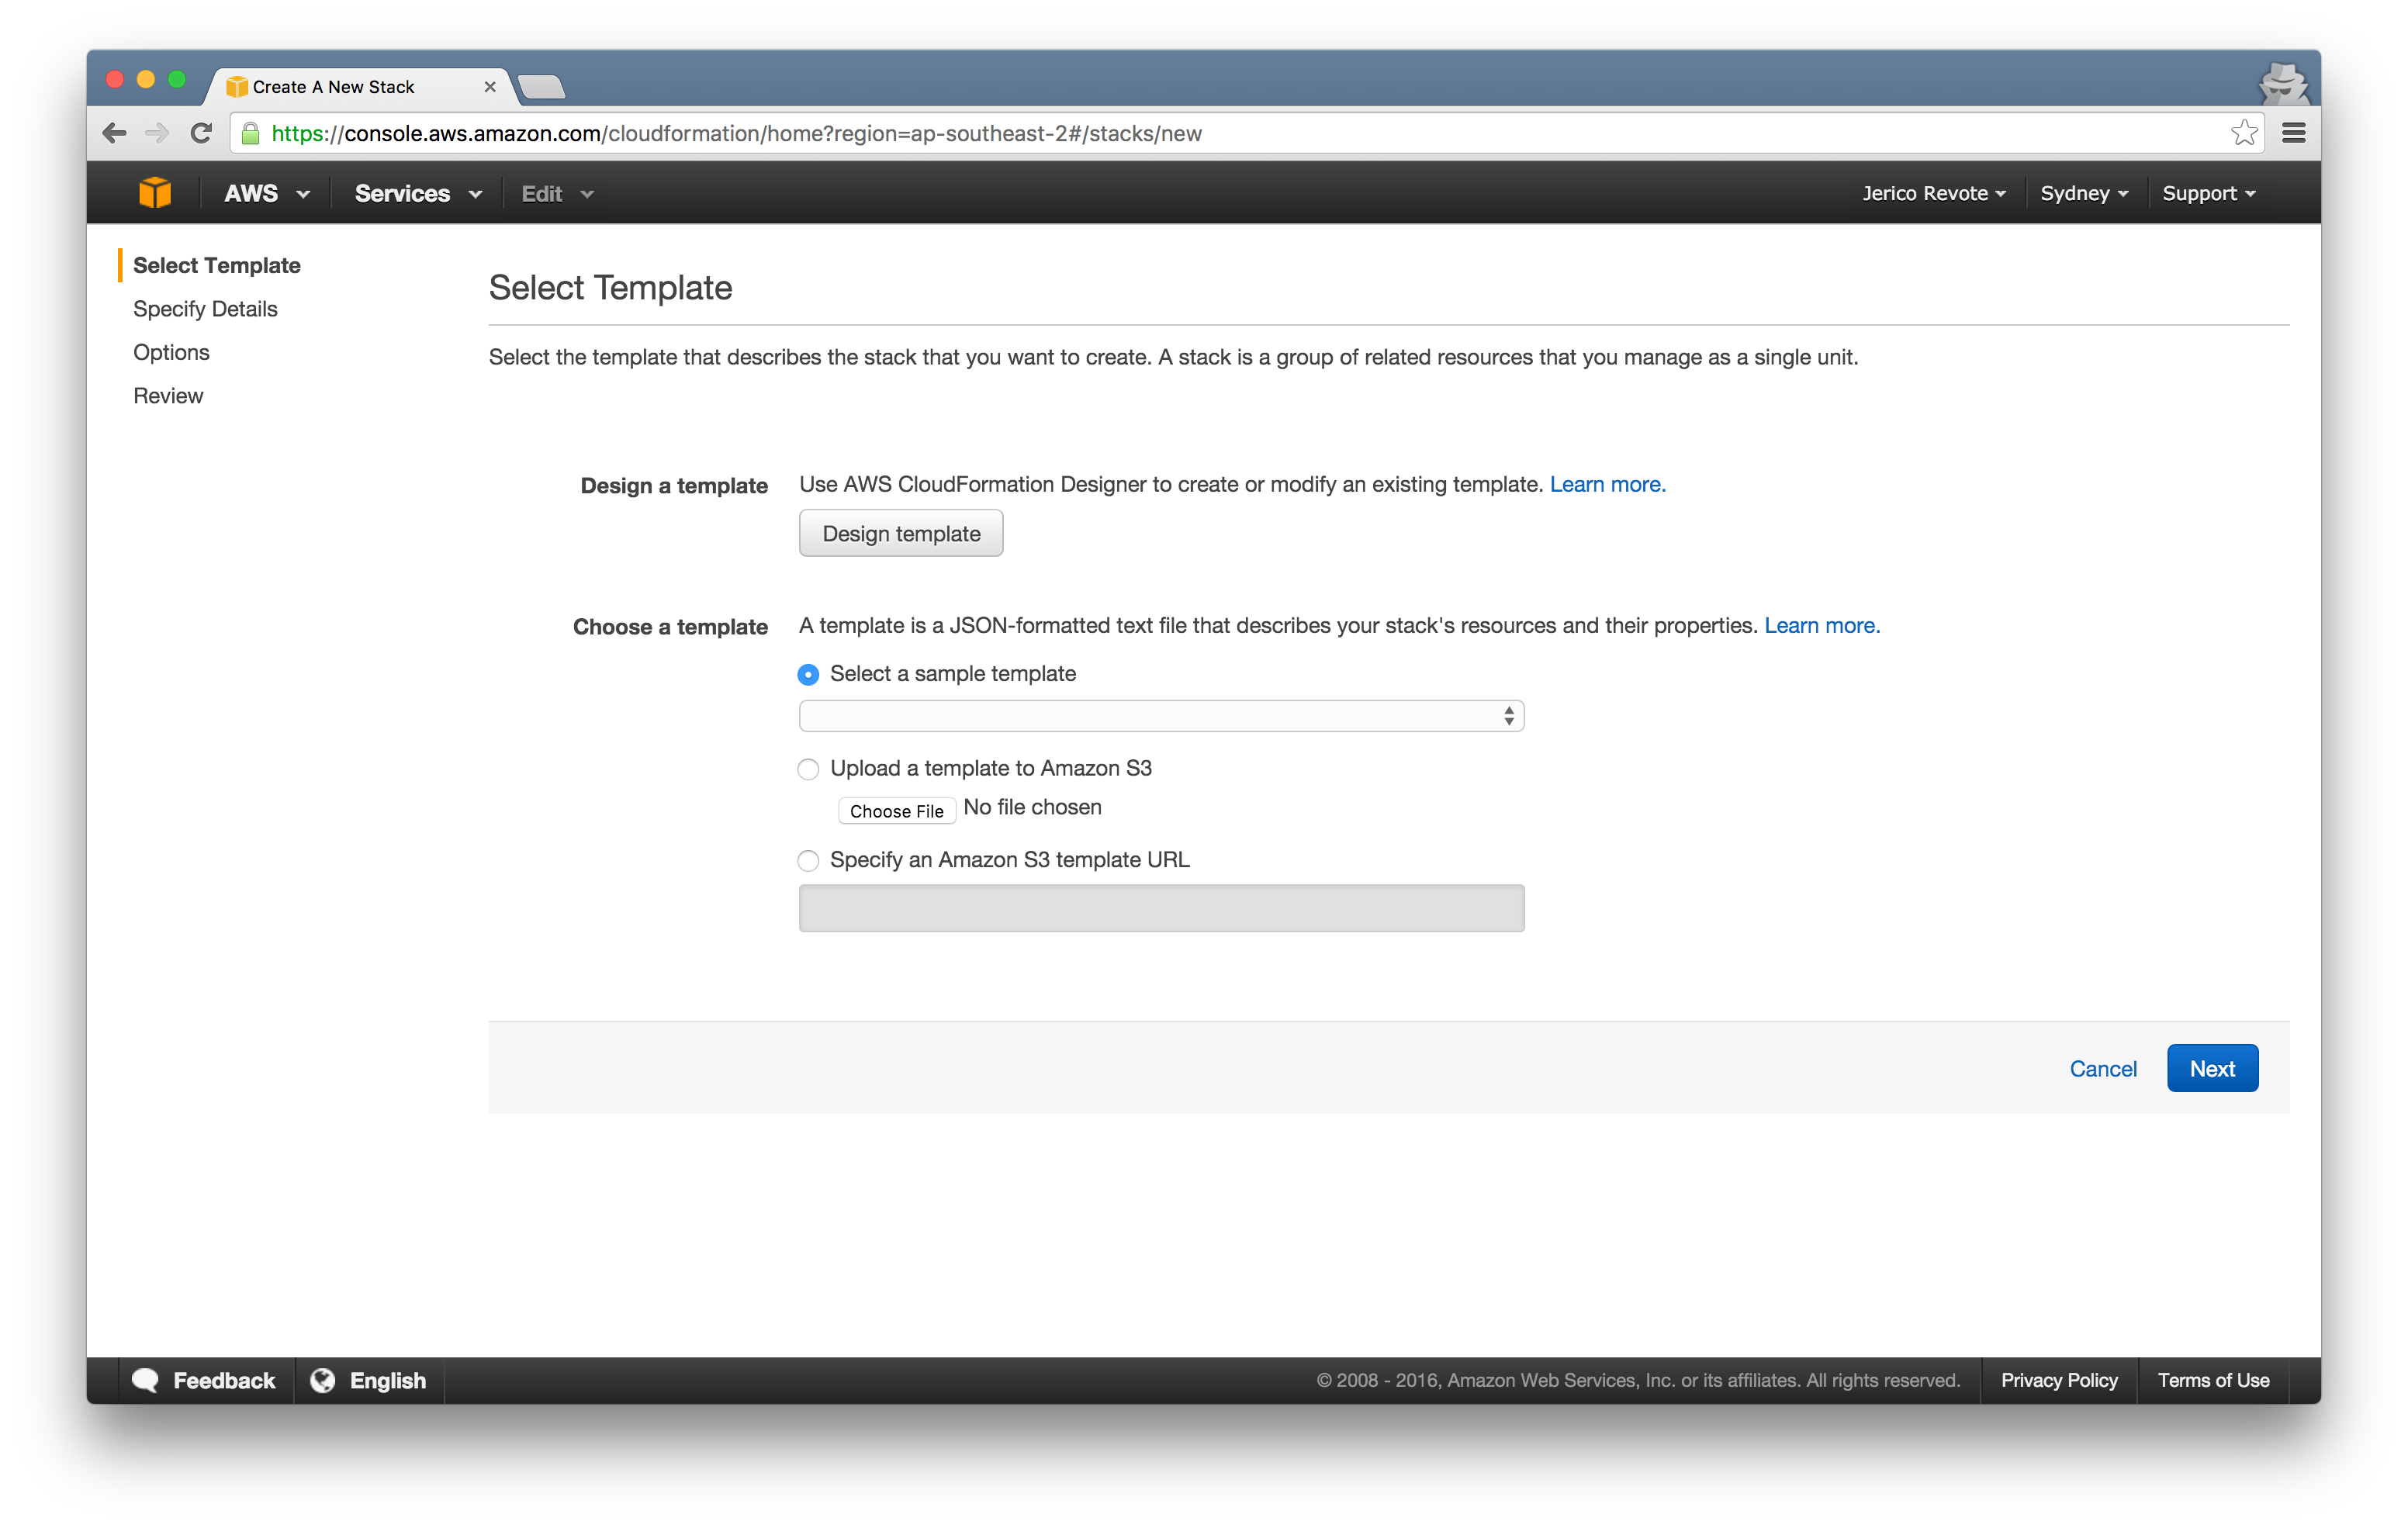 Create A New Stack
https://console.aws.amazon.com/cloudformation/home?region=ap-southeast-2#/stacks/new
AWS Services Edit Jerico Revote Sydney Support
Select Template
Specify Details
Options
Review
Select Template
Select the template that describes the stack that you want to create. A stack is a group of related resources that you manage as a single unit.
Design a template Use AWS CloudFormation Designer to create or modify an existing template. Learn more.
Design template
Choose a template A template is a JSON-formatted text file that describes your stack's resources and their properties. Learn more.
Select a sample template
Upload a template to Amazon S3
Choose File No file chosen
Specify an Amazon S3 template URL
Cancel Next
Feedback English © 2008 - 2016, Amazon Web Services, Inc. or its affiliates. All rights reserved. Privacy Policy Terms of Use